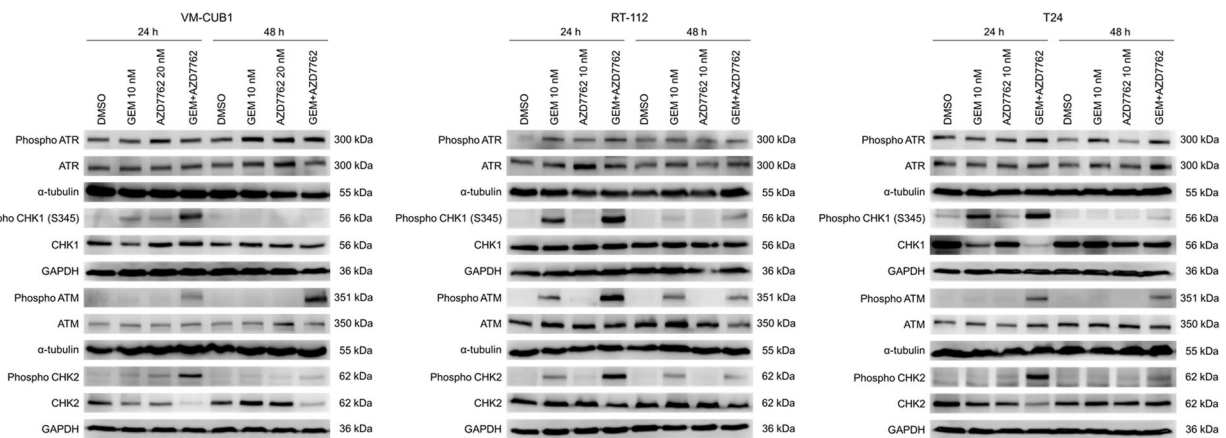 VM-CUB1 RT-112 T24
24 h 48 h 24 h 48 h 24 h 48 h
DMSO GEM 10 nM AZD7762 20 nM GEM+AZD7762 DMSO GEM 10 nM AZD7762 20 nM GEM+AZD7762 DMSO GEM 10 nM AZD7762 10 nM GEM+AZD7762 DMSO GEM 10 nM AZD7762 10 nM GEM+AZD7762 DMSO GEM 10 nM AZD7762 10 nM GEM+AZD7762 DMSO GEM 10 nM AZD7762 10 nM GEM+AZD7762
Phospho ATR 300 kDa Phospho ATR 300 kDa Phospho ATR 300 kDa
ATR 300 kDa ATR 300 kDa ATR 300 kDa
α-tubulin 55 kDa α-tubulin 55 kDa α-tubulin 55 kDa
pho CHK1 (S345) 56 kDa Phospho CHK1 (S345) 56 kDa Phospho CHK1 (S345) 56 kDa
CHK1 56 kDa CHK1 56 kDa CHK1 56 kDa
GAPDH 36 kDa GAPDH 36 kDa GAPDH 36 kDa
Phospho ATM 351 kDa Phospho ATM 351 kDa Phospho ATM 351 kDa
ATM 350 kDa ATM 350 kDa ATM 350 kDa
α-tubulin 55 kDa α-tubulin 55 kDa α-tubulin 55 kDa
Phospho CHK2 62 kDa Phospho CHK2 62 kDa Phospho CHK2 62 kDa
CHK2 62 kDa CHK2 62 kDa CHK2 62 kDa
GAPDH 36 kDa GAPDH 36 kDa GAPDH 36 kDa